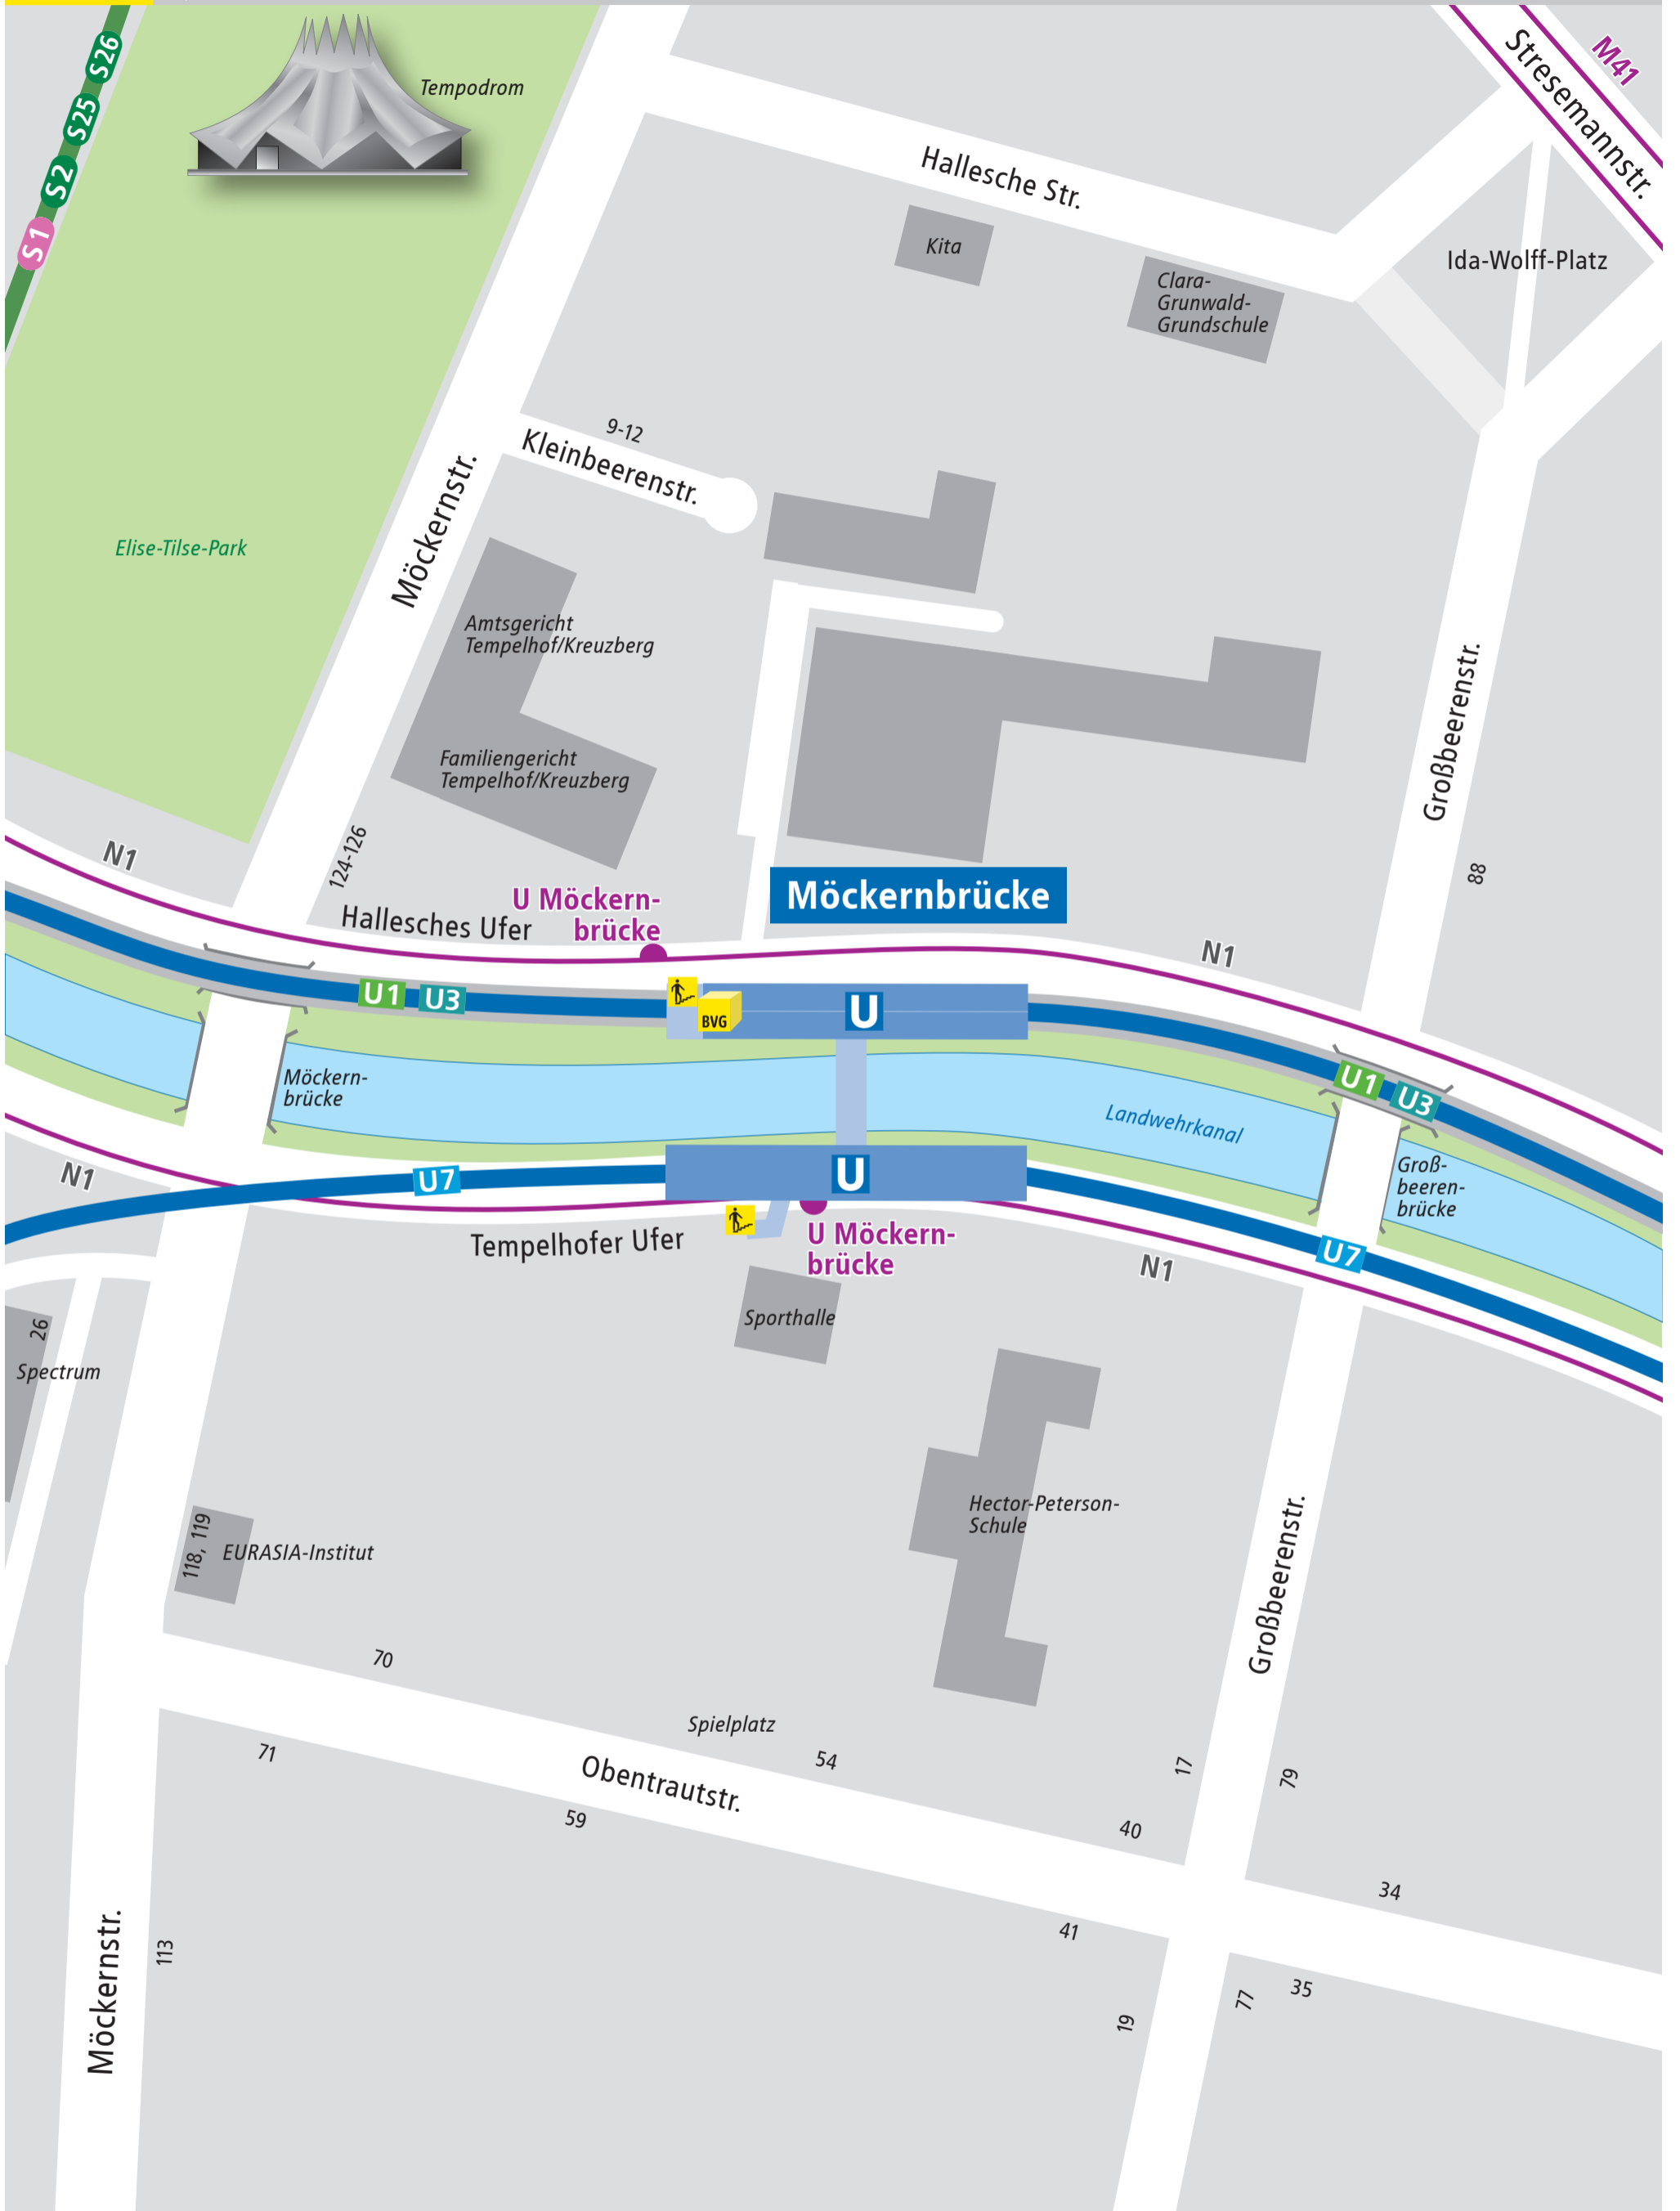 S26
S25
S2
S1
Tempodrom
M41
Stresemannstr.
Hallesche Str.
Kita
Clara-
Grunwald-
Grundschule
Ida-Wolff-Platz
9-12
Kleinbeerenstr.
Möckernstr.
Elise-Tilse-Park
Amtsgericht
Tempelhof/Kreuzberg
Familiengericht
Tempelhof/Kreuzberg
Großbeerenstr.
88
124-126
N1
Hallesches Ufer
U Möckern-
brücke
Möckernbrücke
N1
U1
U3
BVG
U
U1
U3
Möckern-
brücke
Landwehrkanal
Groß-
beeren-
brücke
N1
U7
U
U7
Tempelhofer Ufer
U Möckern-
brücke
N1
Sporthalle
26
Spectrum
Hector-Peterson-
Schule
118, 119
EURASIA-Institut
Großbeerenstr.
70
Spielplatz
54
17
79
71
Obentrautstr.
59
40
34
41
35
Möckernstr.
113
19
77